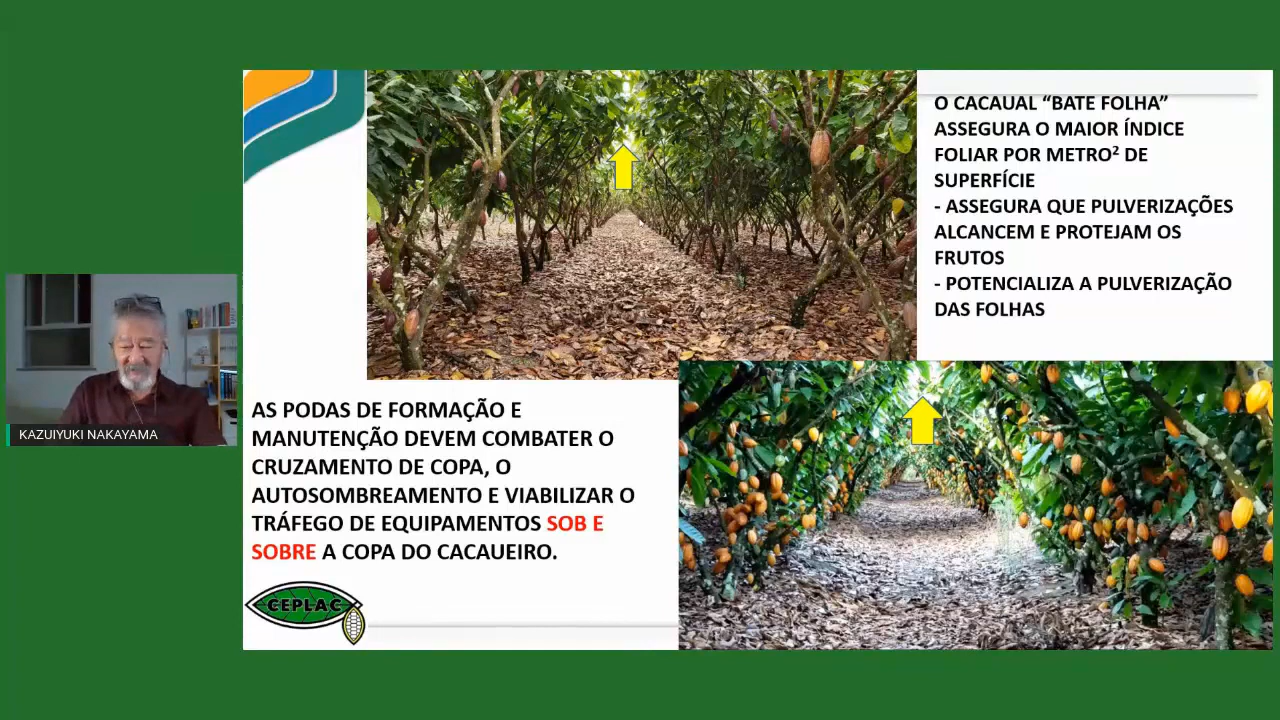 O CACAUAL “BATE FOLHA”
ASSEGURA O MAIOR ÍNDICE
FOLIAR POR METRO² DE
SUPERFÍCIE
- ASSEGURA QUE PULVERIZAÇÕES
ALCANCEM E PROTEJAM OS
FRUTOS
- POTENCIALIZA A PULVERIZAÇÃO
DAS FOLHAS
AS PODAS DE FORMAÇÃO E
MANUTENÇÃO DEVEM COMBATER O
CRUZAMENTO DE COPA, O
AUTOSOMBREAMENTO E VIABILIZAR O
TRÁFEGO DE EQUIPAMENTOS SOB E
SOBRE A COPA DO CACAUEIRO.
CEPLAC
KAZUIYUKI NAKAYAMA